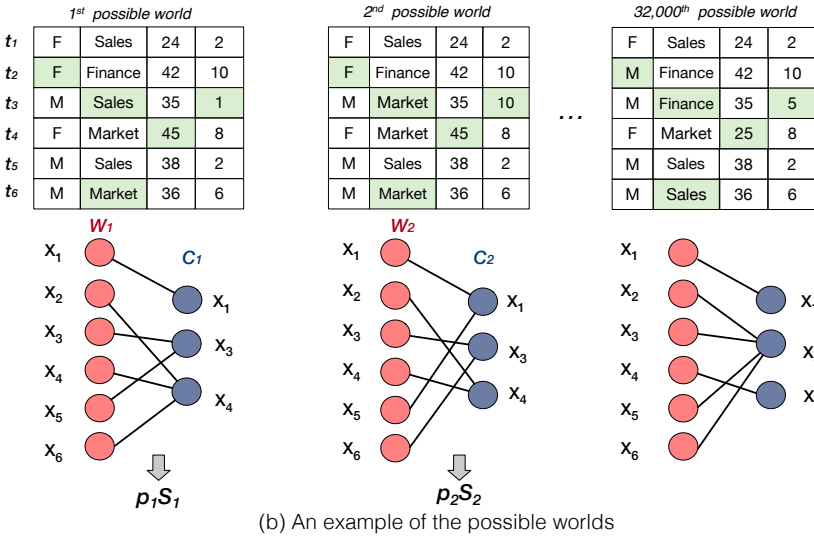 1st possible world 2nd possible world 32,000th possible world
t1 F Sales 24 2 F Sales 24 2 F Sales 24 2
t2 F Finance 42 10 F Finance 42 10 M Finance 42 10
t3 M Sales 35 1 M Market 35 10 M Finance 35 5
t4 F Market 45 8 F Market 45 8 F Market 25 8
t5 M Sales 38 2 M Sales 38 2 M Sales 38 2
t6 M Market 36 6 M Market 36 6 M Sales 36 6
...
W1 W2
X1 C1 X1 C2 X1
X2 X1 X2 X1 X2
X3 X3 X3 X3 X3
X4 X4 X4 X4 X4
X5 X5 X5
X6 X6 X6
p1S1 p2S2
(b) An example of the possible worlds